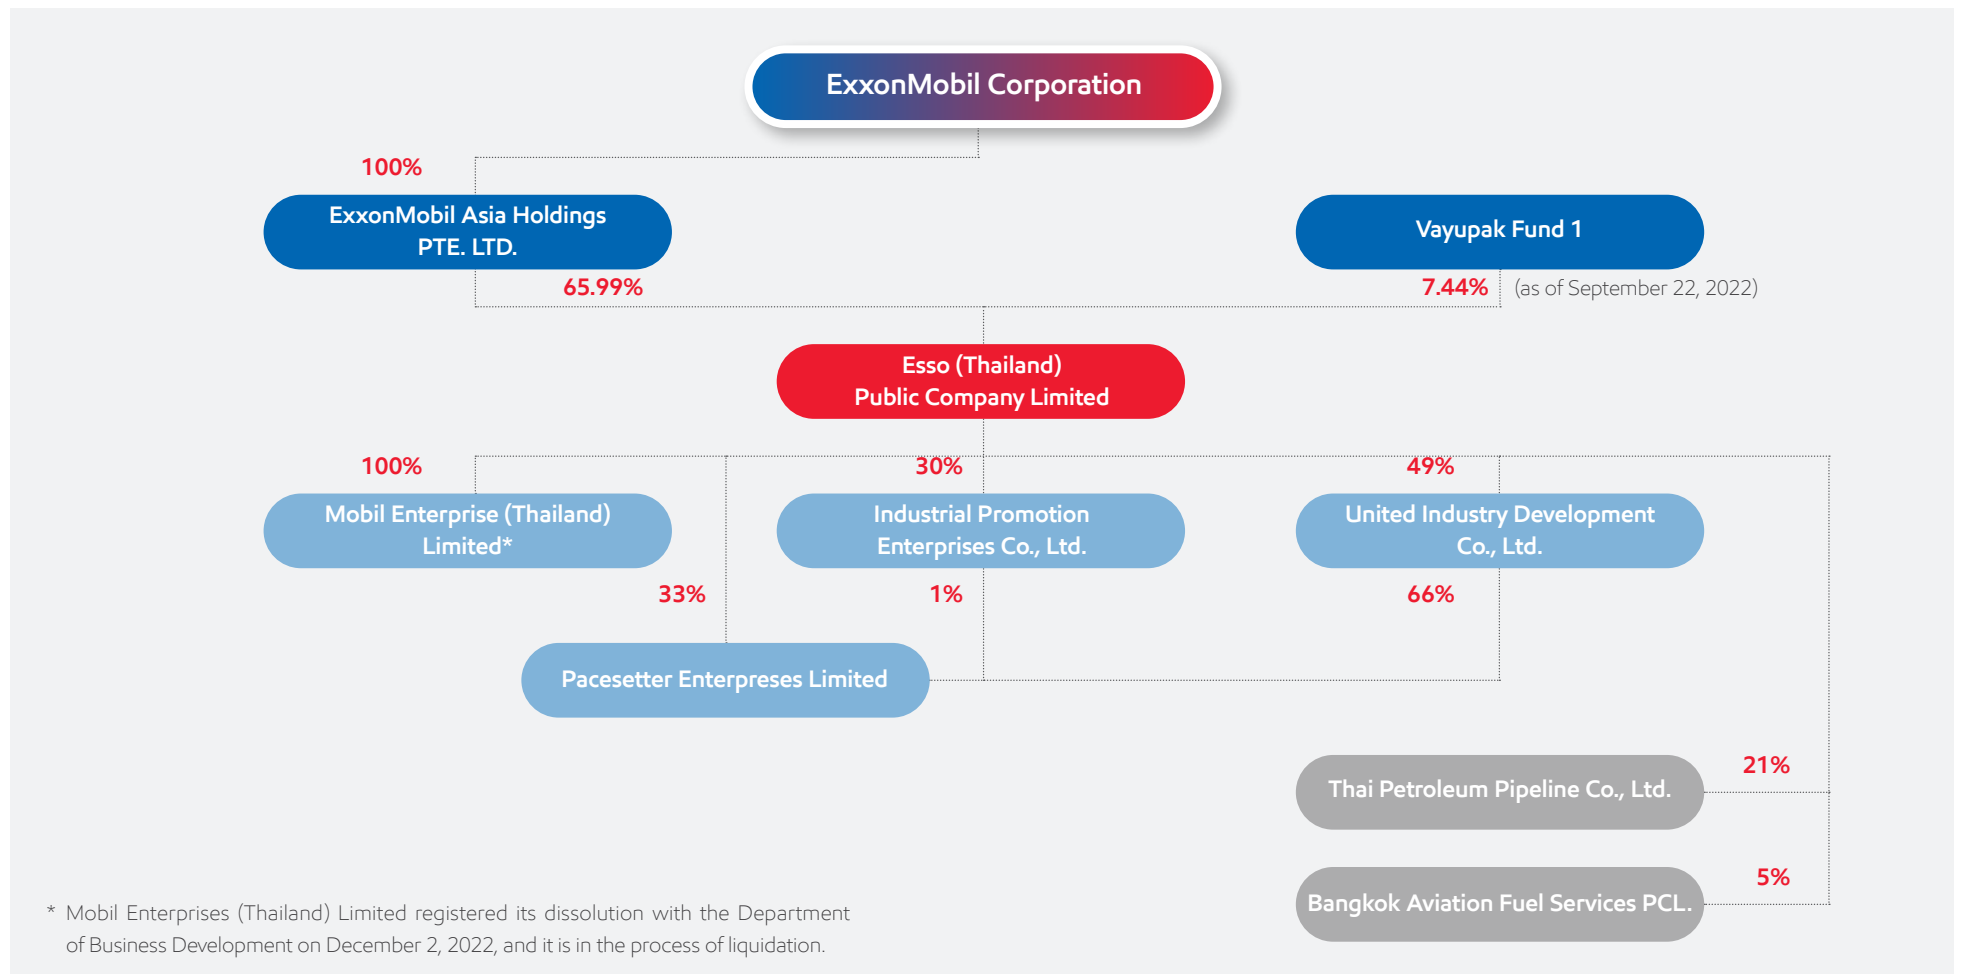 ExxonMobil Corporation
100%
ExxonMobil Asia Holdings
PTE. LTD.
Vayupak Fund 1
65.99%
7.44%
(as of September 22, 2022)
Esso (Thailand)
Public Company Limited
100%
30%
49%
Mobil Enterprise (Thailand)
Limited*
Industrial Promotion
Enterprises Co., Ltd.
United Industry Development
Co., Ltd.
33%
1%
66%
Pacesetter Enterpreses Limited
21%
Thai Petroleum Pipeline Co., Ltd.
5%
Bangkok Aviation Fuel Services PCL.
* Mobil Enterprises (Thailand) Limited registered its dissolution with the Department
of Business Development on December 2, 2022, and it is in the process of liquidation.